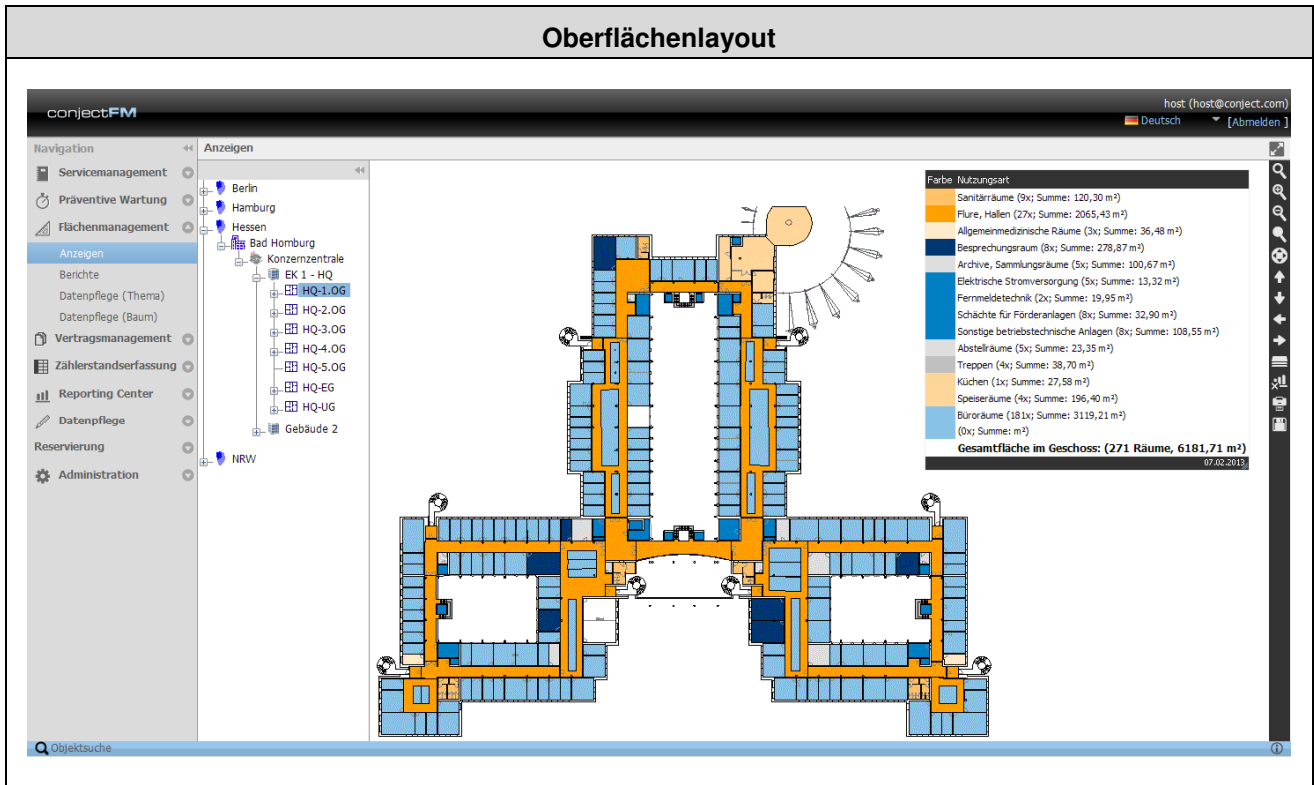 Oberflächenlayout
conjectFM
host (host@conject.com)
Deutsch [Abmelden ]
Navigation
Servicemanagement
Präventive Wartung
Flächenmanagement
Anzeigen
Berichte
Datenpflege (Thema)
Datenpflege (Baum)
Vertragsmanagement
Zählerstandserfassung
Reporting Center
Datenpflege
Reservierung
Administration
Anzeigen
Berlin
Hamburg
Hessen
Bad Homburg
Konzernzentrale
EK 1 - HQ
HQ-1.OG
HQ-2.OG
HQ-3.OG
HQ-4.OG
HQ-5.OG
HQ-EG
HQ-UG
Gebäude 2
NRW
Farbe Nutzungsart
Sanitärräume (9x; Summe: 120,30 m²)
Flure, Hallen (27x; Summe: 2065,43 m²)
Allgemeinmedizinische Räume (3x; Summe: 36,48 m²)
Besprechungsraum (8x; Summe: 278,87 m²)
Archive, Sammlungsräume (5x; Summe: 100,67 m²)
Elektrische Stromversorgung (5x; Summe: 13,32 m²)
Fernmeldetechnik (2x; Summe: 19,95 m²)
Schächte für Förderanlagen (8x; Summe: 32,90 m²)
Sonstige betriebstechnische Anlagen (8x; Summe: 108,55 m²)
Abstellräume (5x; Summe: 23,35 m²)
Treppen (4x; Summe: 38,70 m²)
Küchen (1x; Summe: 27,58 m²)
Speiseräume (4x; Summe: 196,40 m²)
Büroräume (181x; Summe: 3119,21 m²)
(0x; Summe: m²)
Gesamtfläche im Geschoss: (271 Räume, 6181,71 m²)
07.02.2013
Objektsuche